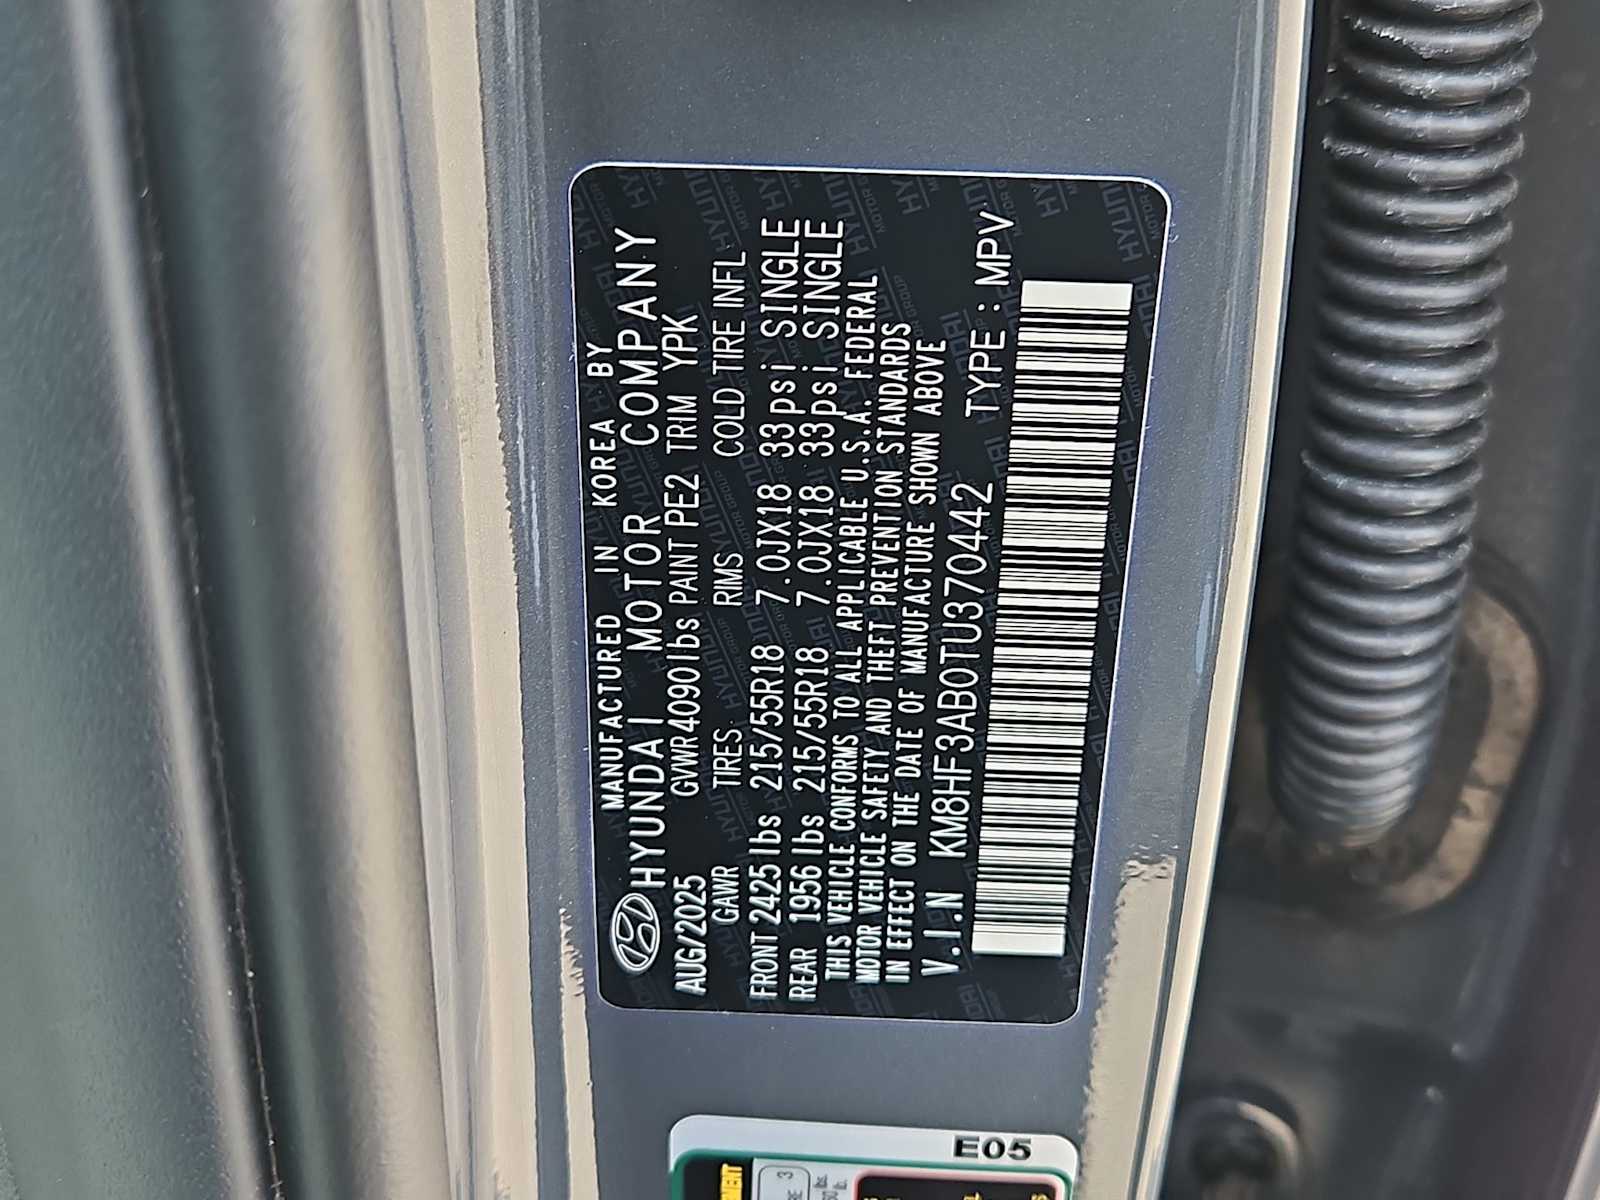 MANUFACTURED IN KOREA BY
HYUNDAI MOTOR COMPANY
AUG/2025 GVWR 4090lbs PAINT PE2 TRIM YPK
GAWR TIRES RIMS COLD TIRE INFL
FRONT 2425lbs 215/55R18 7.0JX18 33psi SINGLE
REAR 1956lbs 215/55R18 7.0JX18 33psi SINGLE
THIS VEHICLE CONFORMS TO ALL APPLICABLE U.S.A. FEDERAL
MOTOR VEHICLE SAFETY AND THEFT PREVENTION STANDARDS
IN EFFECT ON THE DATE OF MANUFACTURE SHOWN ABOVE
V.I.N KM8HF3AB0TU370442 TYPE : MPV
E05
3